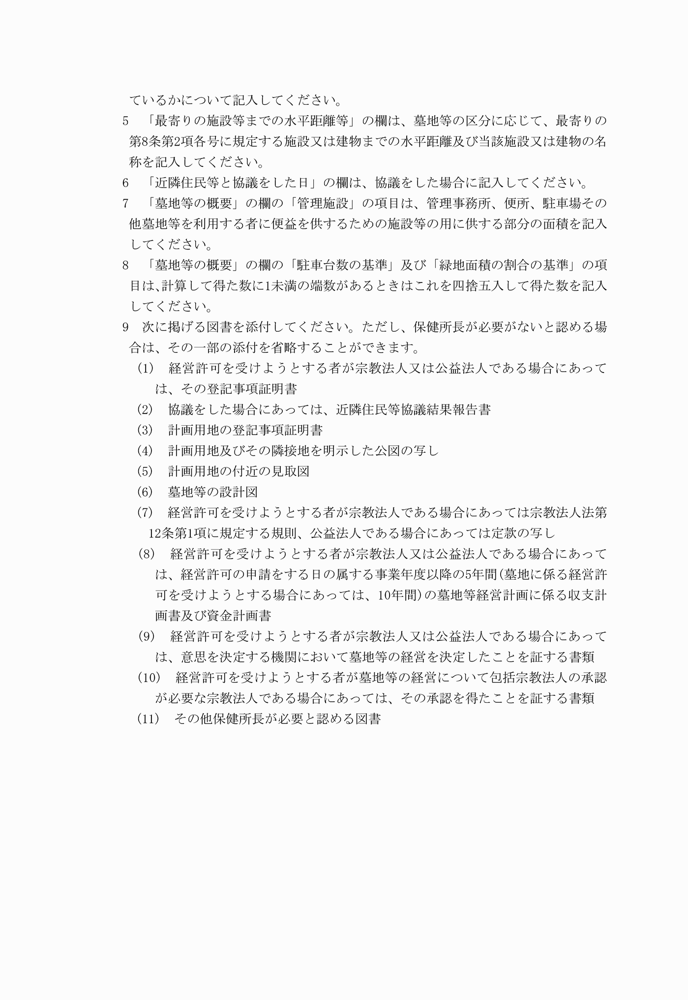 ているかについて記入してください。
5　「最寄りの施設等までの水平距離等」の欄は、墓地等の区分に応じて、最寄りの
第8条第2項各号に規定する施設又は建物までの水平距離及び当該施設又は建物の名
称を記入してください。
6　「近隣住民等と協議をした日」の欄は、協議をした場合に記入してください。
7　「墓地等の概要」の欄の「管理施設」の項目は、管理事務所、便所、駐車場その
他墓地等を利用する者に便益を供するための施設等の用に供する部分の面積を記入
してください。
8　「墓地等の概要」の欄の「駐車台数の基準」及び「緑地面積の割合の基準」の項
目は、計算して得た数に1未満の端数があるときはこれを四捨五入して得た数を記入
してください。
9　次に掲げる図書を添付してください。ただし、保健所長が必要がないと認める場
合は、その一部の添付を省略することができます。
(1)　経営許可を受けようとする者が宗教法人又は公益法人である場合にあって
は、その登記事項証明書
(2)　協議をした場合にあっては、近隣住民等協議結果報告書
(3)　計画用地の登記事項証明書
(4)　計画用地及びその隣接地を明示した公図の写し
(5)　計画用地の付近の見取図
(6)　墓地等の設計図
(7)　経営許可を受けようとする者が宗教法人である場合にあっては宗教法人法第
12条第1項に規定する規則、公益法人である場合にあっては定款の写し
(8)　経営許可を受けようとする者が宗教法人又は公益法人である場合にあって
は、経営許可の申請をする日の属する事業年度以降の5年間(墓地に係る経営許
可を受けようとする場合にあっては、10年間)の墓地等経営計画に係る収支計
画書及び資金計画書
(9)　経営許可を受けようとする者が宗教法人又は公益法人である場合にあって
は、意思を決定する機関において墓地等の経営を決定したことを証する書類
(10)　経営許可を受けようとする者が墓地等の経営について包括宗教法人の承認
が必要な宗教法人である場合にあっては、その承認を得たことを証する書類
(11)　その他保健所長が必要と認める図書